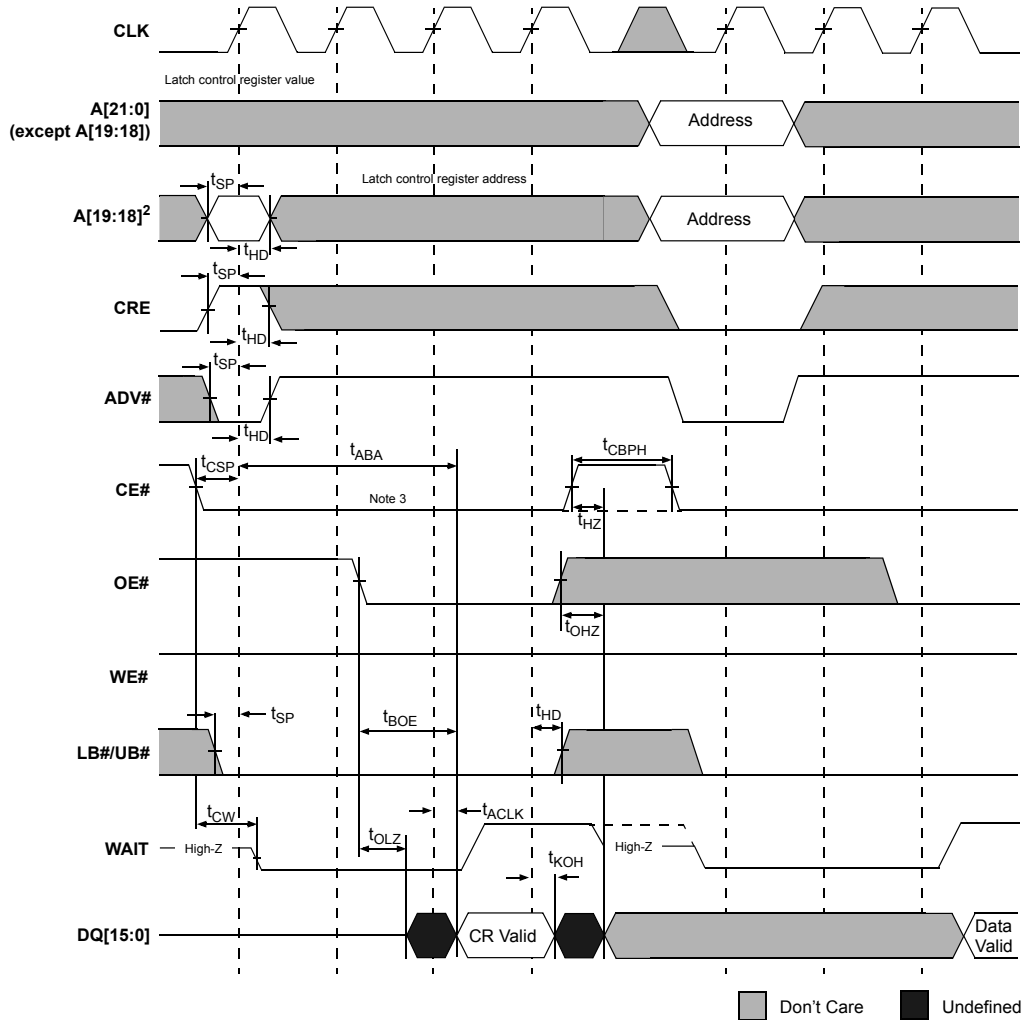 CLK
Latch control register value
A[21:0]
(except A[19:18])
Address
Latch control register address
tSP
A[19:18]2
Address
tHD
tSP
CRE
tHD
tSP
ADV#
tHD
tCSP
tABA
tCBPH
CE#
Note 3
tHZ
OE#
tOHZ
WE#
tSP
tBOE
tHD
LB#/UB#
tCW
tACLK
tOLZ
WAIT
High-Z
High-Z
tKOH
DQ[15:0]
CR Valid
Data
Valid
Don't Care
Undefined